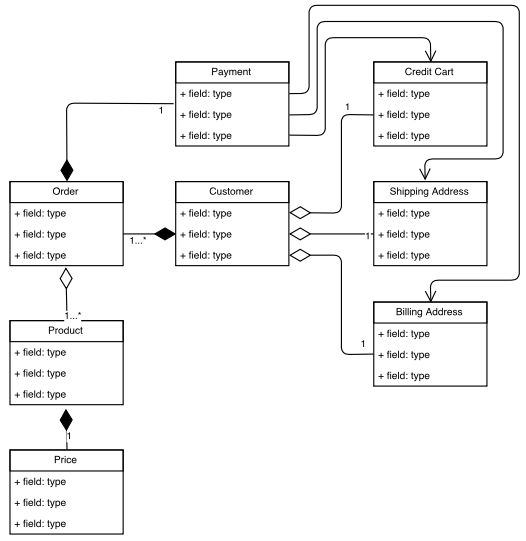 Payment
+ field: type
+ field: type
+ field: type
Credit Cart
+ field: type
+ field: type
+ field: type
1
1
Order
+ field: type
+ field: type
+ field: type
Customer
+ field: type
+ field: type
+ field: type
Shipping Address
+ field: type
+ field: type
+ field: type
1...*
1
Billing Address
+ field: type
+ field: type
+ field: type
1
1...*
Product
+ field: type
+ field: type
+ field: type
1
Price
+ field: type
+ field: type
+ field: type